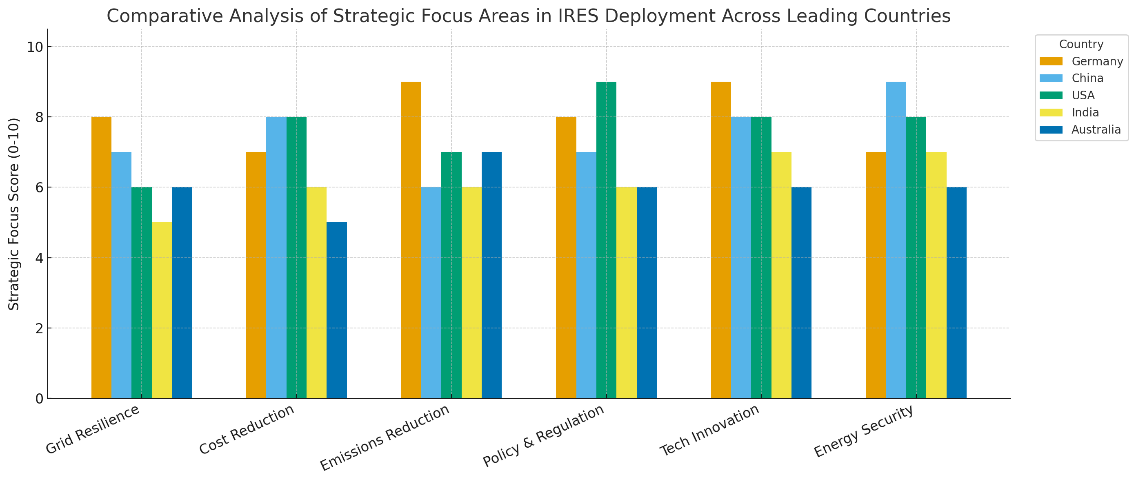 Comparative Analysis of Strategic Focus Areas in IRES Deployment Across Leading Countries
Strategic Focus Score (0-10)
10
8
6
4
2
0
Grid Resilience
Cost Reduction
Emissions Reduction
Policy & Regulation
Tech Innovation
Energy Security
Country
Germany
China
USA
India
Australia